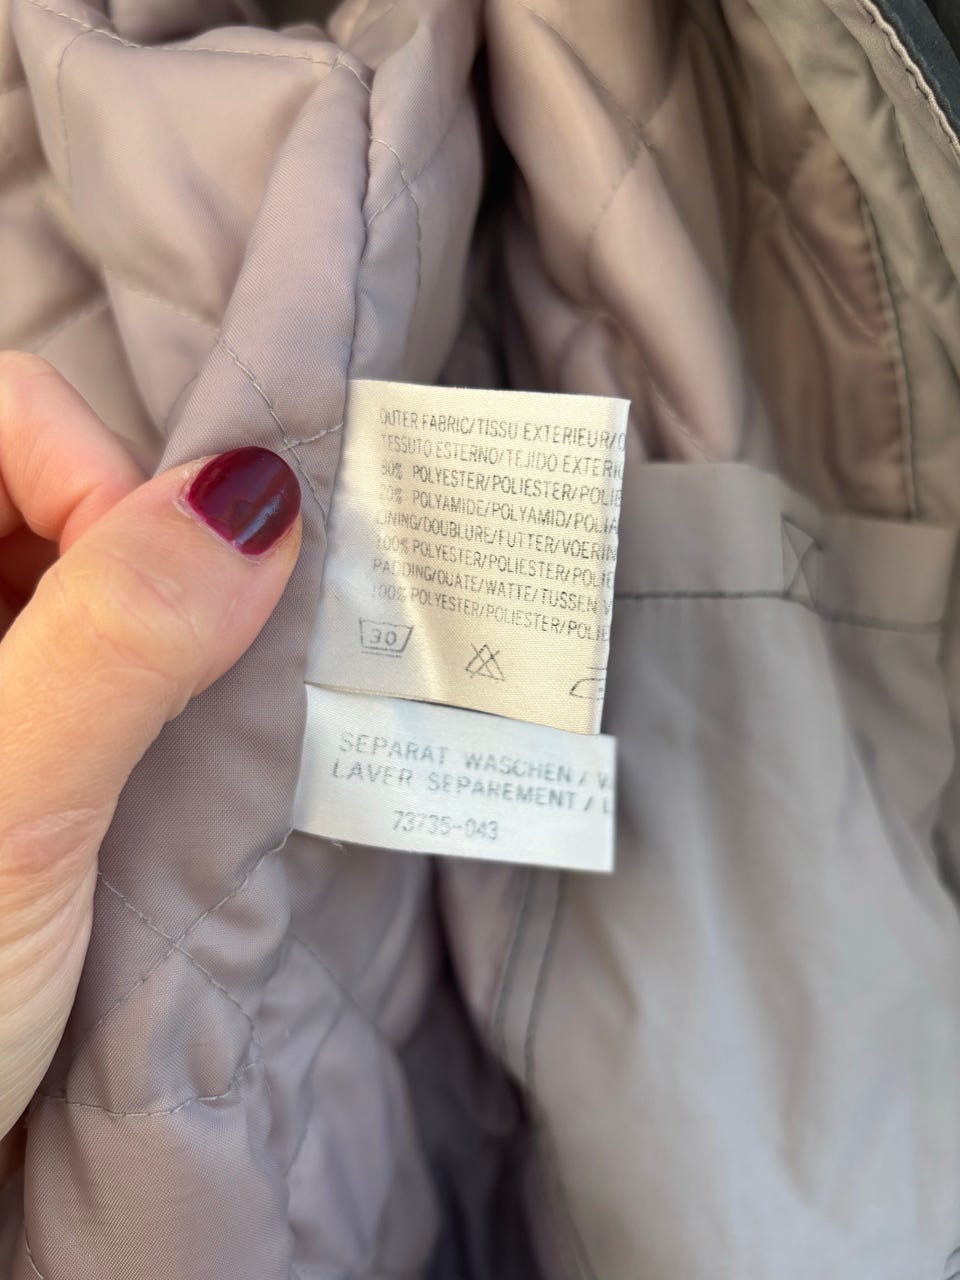 OUTER FABRIC/TISSU EXTERIEUR/
TESSUTO ESTERNO/TEJIDO EXTERI
80% POLYESTER/POLIESTER/POLIE
20% POLYAMIDE/POLYAMID/POLIA
LINING/DOUBLURE/FUTTER/VOERIN
100% POLYESTER/POLIESTER/POLIE
PADDING/OUATE/WATTE/TUSSEN V
100% POLYESTER/POLIESTER/POLIE
30
SEPARAT WASCHEN /
LAVER SEPAREMENT / L
73735-043